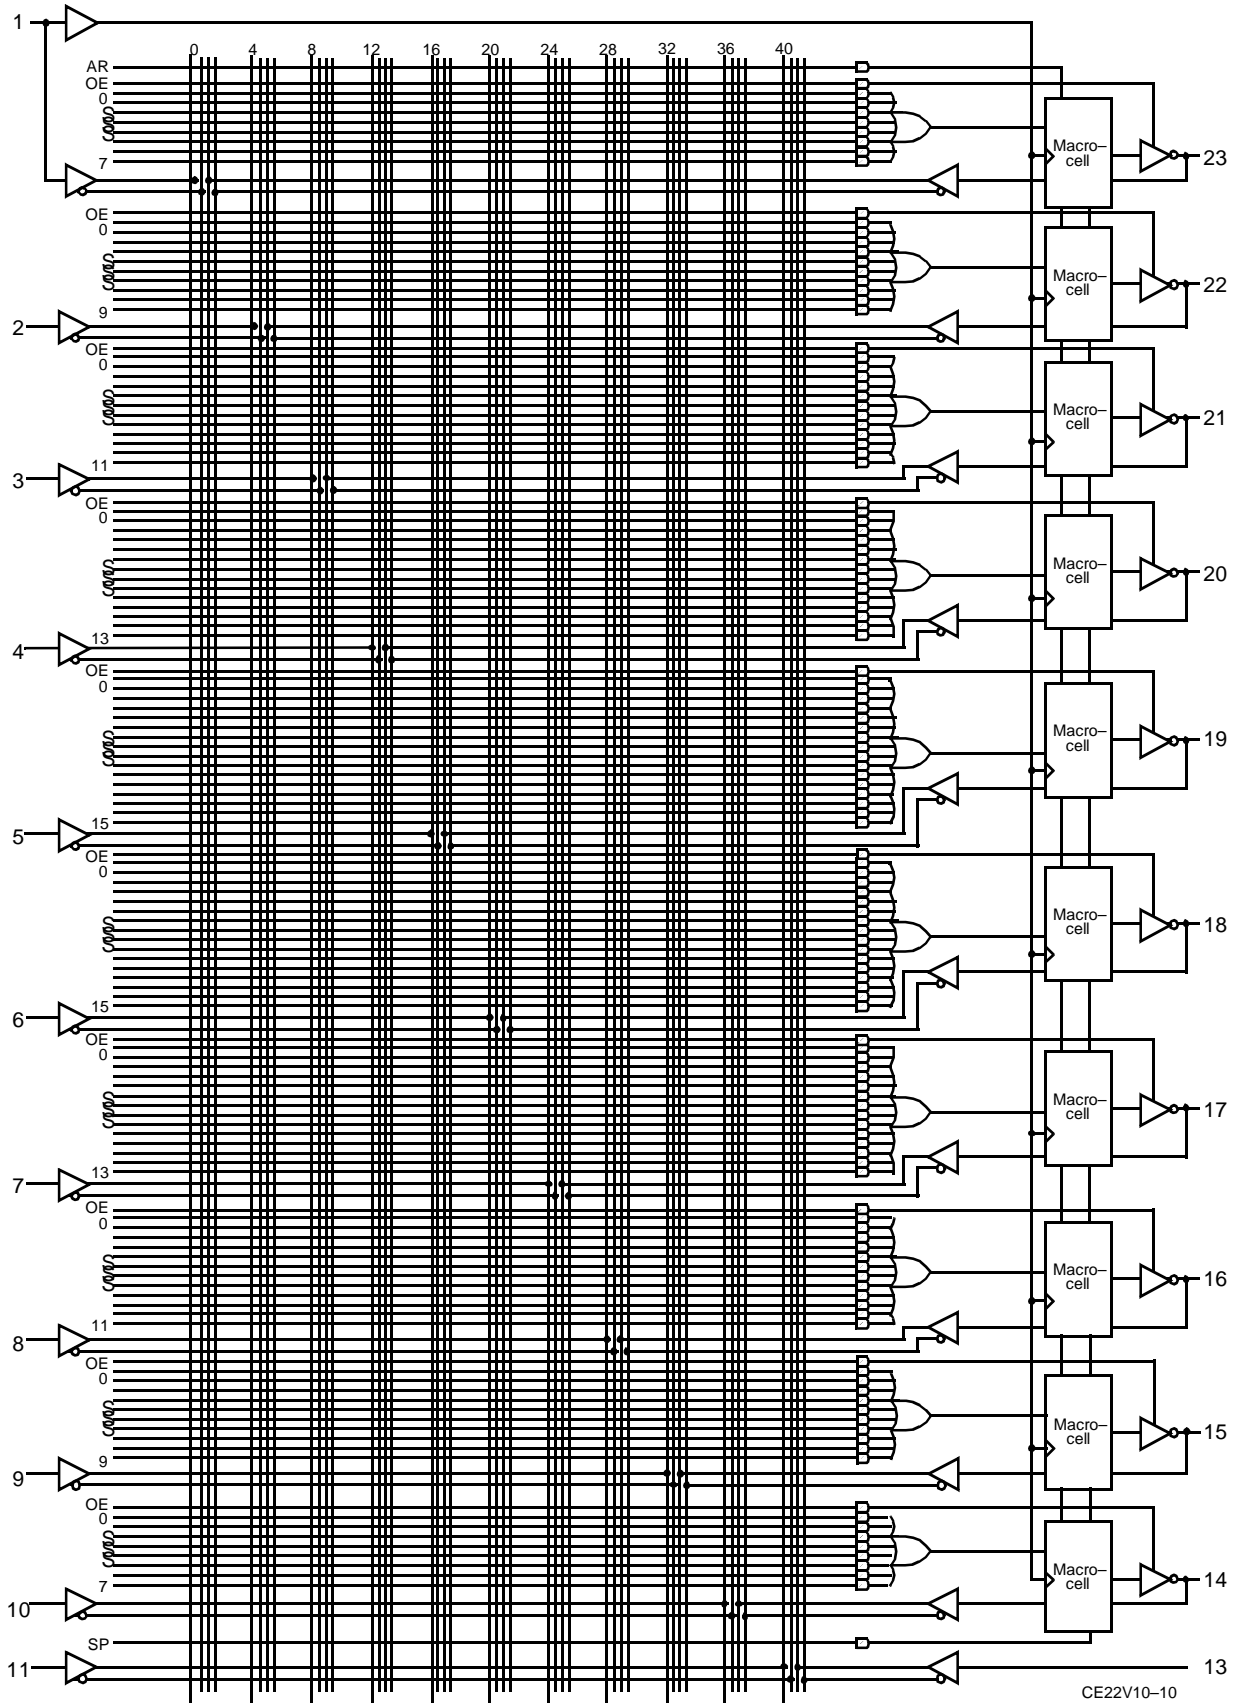 1
0 4 8 12 16 20 24 28 32 36 40
AR
OE
0
S
S
S
7
Macro–
cell
23
OE
0
S
S
S
9
Macro–
cell
22
2
OE
0
S
S
S
11
Macro–
cell
21
3
OE
0
S
S
S
13
Macro–
cell
20
4
OE
0
S
S
S
15
Macro–
cell
19
5
OE
0
S
S
S
15
Macro–
cell
18
6
OE
0
S
S
S
13
Macro–
cell
17
7
OE
0
S
S
S
11
Macro–
cell
16
8
OE
0
S
S
S
9
Macro–
cell
15
9
OE
0
S
S
S
7
Macro–
cell
14
10
SP
11
13
CE22V10–10